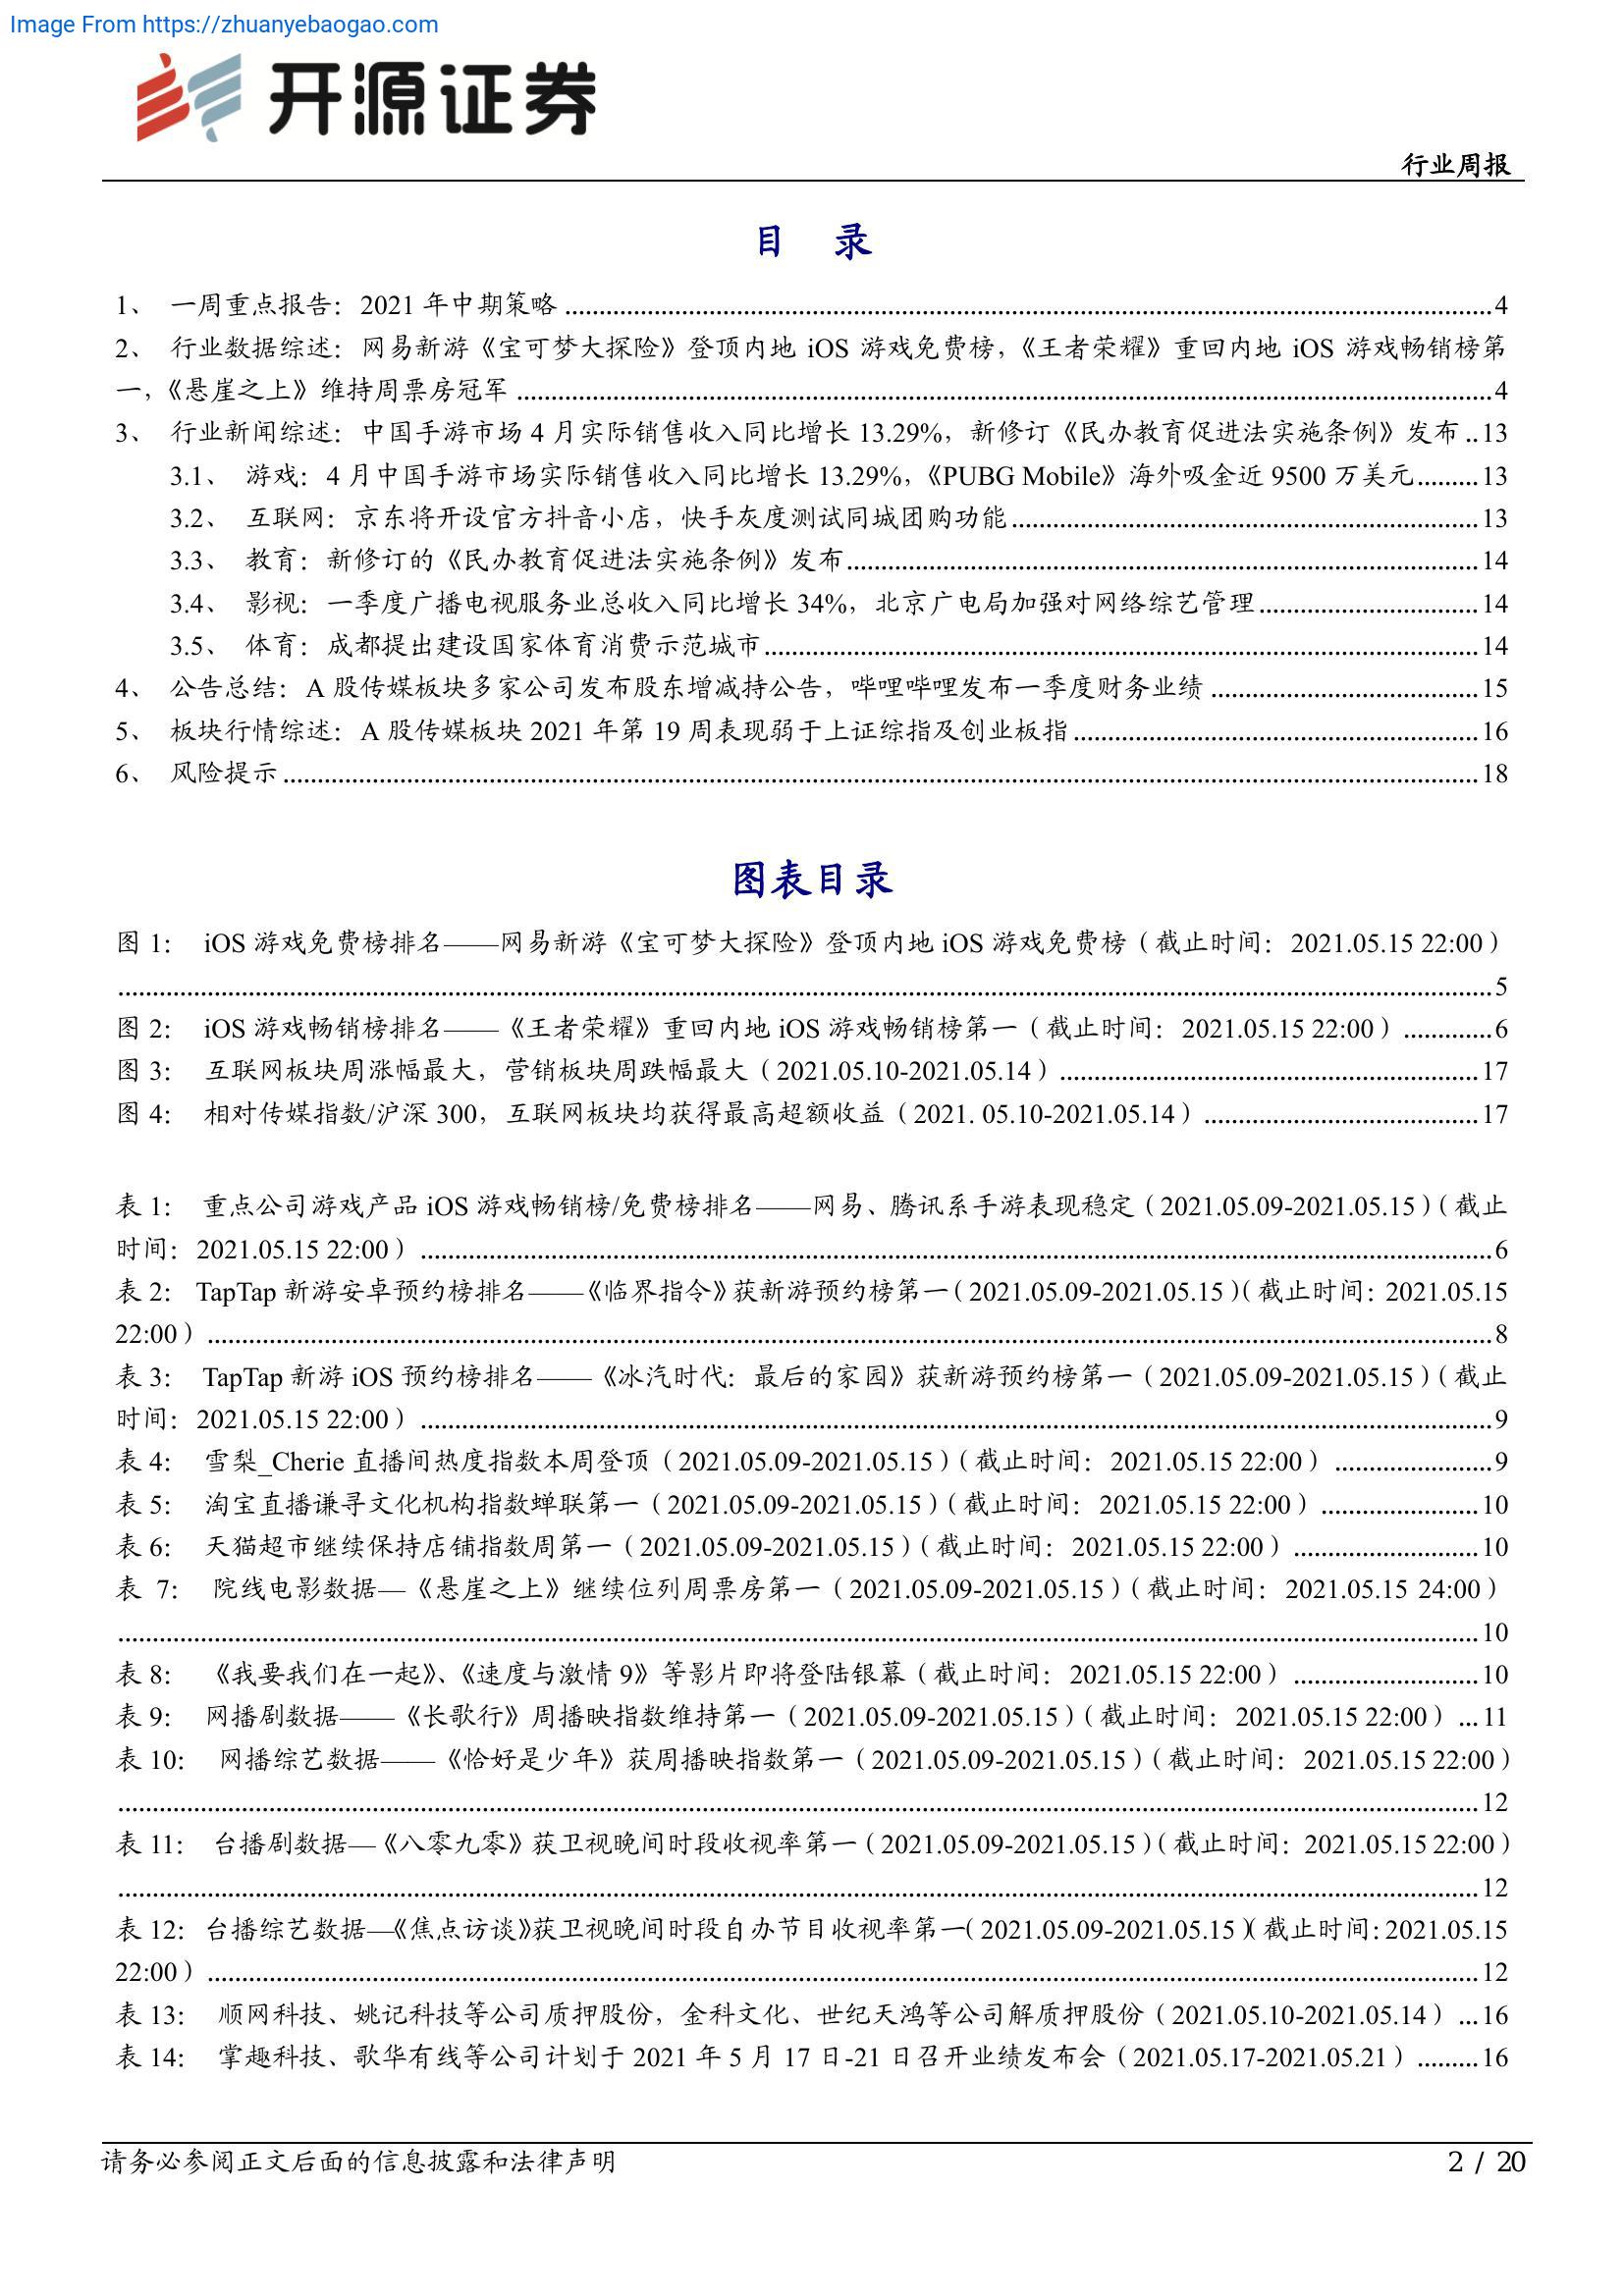 Image From https://zhuanyebaogao.com
开源证券
行业周报
目 录
1、 一周重点报告：2021 年中期策略 ........ 4
2、 行业数据综述：网易新游《宝可梦大探险》登顶内地 iOS 游戏免费榜，《王者荣耀》重回内地 iOS 游戏畅销榜第
一，《悬崖之上》维持周票房冠军 ........ 4
3、 行业新闻综述：中国手游市场 4 月实际销售收入同比增长 13.29%，新修订《民办教育促进法实施条例》发布 .. 13
3.1、 游戏：4 月中国手游市场实际销售收入同比增长 13.29%，《PUBG Mobile》海外吸金近 9500 万美元 ........ 13
3.2、 互联网：京东将开设官方抖音小店，快手灰度测试同城团购功能 ........ 13
3.3、 教育：新修订的《民办教育促进法实施条例》发布 ........ 14
3.4、 影视：一季度广播电视服务业总收入同比增长 34%，北京广电局加强对网络综艺管理 ........ 14
3.5、 体育：成都提出建设国家体育消费示范城市 ........ 14
4、 公告总结：A 股传媒板块多家公司发布股东增减持公告，哔哩哔哩发布一季度财务业绩 ........ 15
5、 板块行情综述：A 股传媒板块 2021 年第 19 周表现弱于上证综指及创业板指 ........ 16
6、 风险提示 ........ 18
图表目录
图 1： iOS 游戏免费榜排名——网易新游《宝可梦大探险》登顶内地 iOS 游戏免费榜（截止时间：2021.05.15 22:00）
........ 5
图 2： iOS 游戏畅销榜排名——《王者荣耀》重回内地 iOS 游戏畅销榜第一（截止时间：2021.05.15 22:00） ........ 6
图 3： 互联网板块周涨幅最大，营销板块周跌幅最大（2021.05.10-2021.05.14） ........ 17
图 4： 相对传媒指数/沪深 300，互联网板块均获得最高超额收益（2021. 05.10-2021.05.14） ........ 17
表 1： 重点公司游戏产品 iOS 游戏畅销榜/免费榜排名——网易、腾讯系手游表现稳定（2021.05.09-2021.05.15）（截止
时间：2021.05.15 22:00） ........ 6
表 2： TapTap 新游安卓预约榜排名——《临界指令》获新游预约榜第一（2021.05.09-2021.05.15）（截止时间：2021.05.15
22:00） ........ 8
表 3： TapTap 新游 iOS 预约榜排名——《冰汽时代：最后的家园》获新游预约榜第一（2021.05.09-2021.05.15）（截止
时间：2021.05.15 22:00） ........ 9
表 4： 雪梨_Cherie 直播间热度指数本周登顶（2021.05.09-2021.05.15）（截止时间：2021.05.15 22:00） ........ 9
表 5： 淘宝直播谦寻文化机构指数蝉联第一（2021.05.09-2021.05.15）（截止时间：2021.05.15 22:00） ........ 10
表 6： 天猫超市继续保持店铺指数周第一（2021.05.09-2021.05.15）（截止时间：2021.05.15 22:00） ........ 10
表 7： 院线电影数据—《悬崖之上》继续位列周票房第一（2021.05.09-2021.05.15）（截止时间：2021.05.15 24:00）
........ 10
表 8： 《我要我们在一起》、《速度与激情 9》等影片即将登陆银幕（截止时间：2021.05.15 22:00） ........ 10
表 9： 网播剧数据——《长歌行》周播映指数维持第一（2021.05.09-2021.05.15）（截止时间：2021.05.15 22:00） ... 11
表 10： 网播综艺数据——《恰好是少年》获周播映指数第一（2021.05.09-2021.05.15）（截止时间：2021.05.15 22:00）
........ 12
表 11： 台播剧数据—《八零九零》获卫视晚间时段收视率第一（2021.05.09-2021.05.15）（截止时间：2021.05.15 22:00）
........ 12
表 12： 台播综艺数据—《焦点访谈》获卫视晚间时段自办节目收视率第一（2021.05.09-2021.05.15）（截止时间：2021.05.15
22:00） ........ 12
表 13： 顺网科技、姚记科技等公司质押股份，金科文化、世纪天鸿等公司解质押股份（2021.05.10-2021.05.14） ... 16
表 14： 掌趣科技、歌华有线等公司计划于 2021 年 5 月 17 日-21 日召开业绩发布会（2021.05.17-2021.05.21） ........ 16
请务必参阅正文后面的信息披露和法律声明
2 / 20